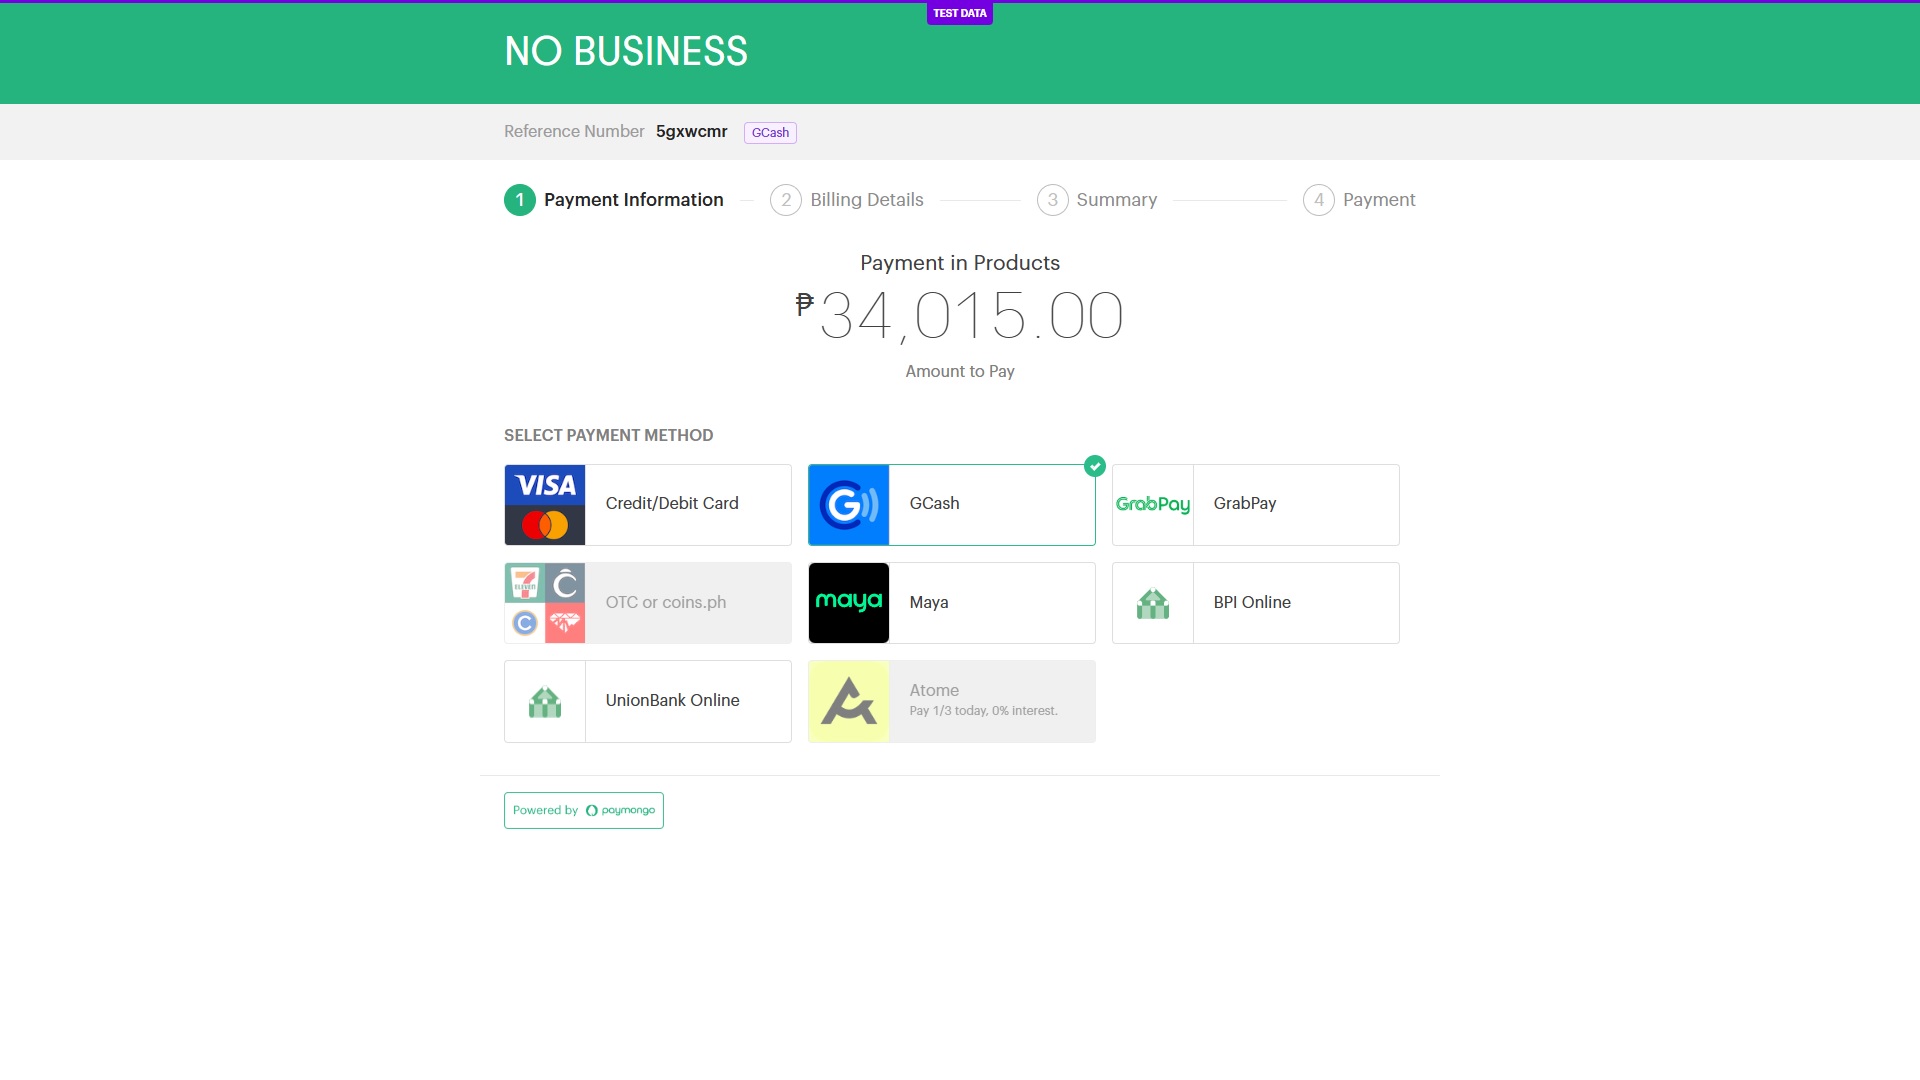 TEST DATA
NO BUSINESS
Reference Number 5gxwcmr GCash
1 Payment Information 2 Billing Details 3 Summary 4 Payment
Payment in Products
₱34,015.00
Amount to Pay
SELECT PAYMENT METHOD
VISA Credit/Debit Card
G GCash
GrabPay GrabPay
7 ELEVEN C C OTC or coins.ph
maya Maya
BPI Online
UnionBank Online
Atome
Pay 1/3 today, 0% interest.
Powered by paymongo